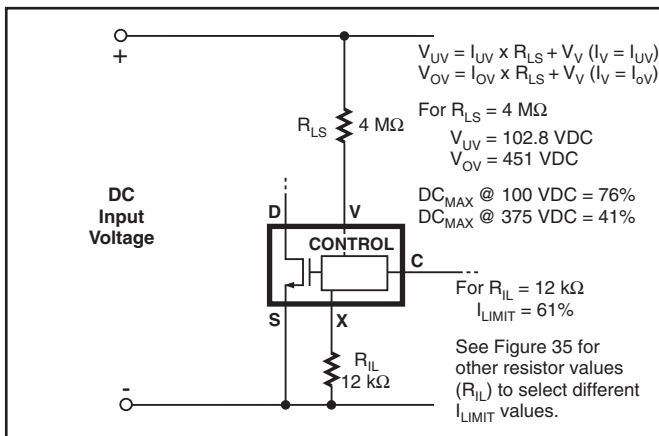 +
V_UV = I_UV x R_LS + V_V (I_V = I_UV)
V_OV = I_OV x R_LS + V_V (I_V = I_oV)
For R_LS = 4 MΩ
V_UV = 102.8 VDC
V_OV = 451 VDC
DC_MAX @ 100 VDC = 76%
DC_MAX @ 375 VDC = 41%
R_LS
4 MΩ
DC
Input
Voltage
D
V
CONTROL
C
S
X
For R_IL = 12 kΩ
I_LIMIT = 61%
See Figure 35 for
other resistor values
(R_IL) to select different
I_LIMIT values.
R_IL
12 kΩ
-